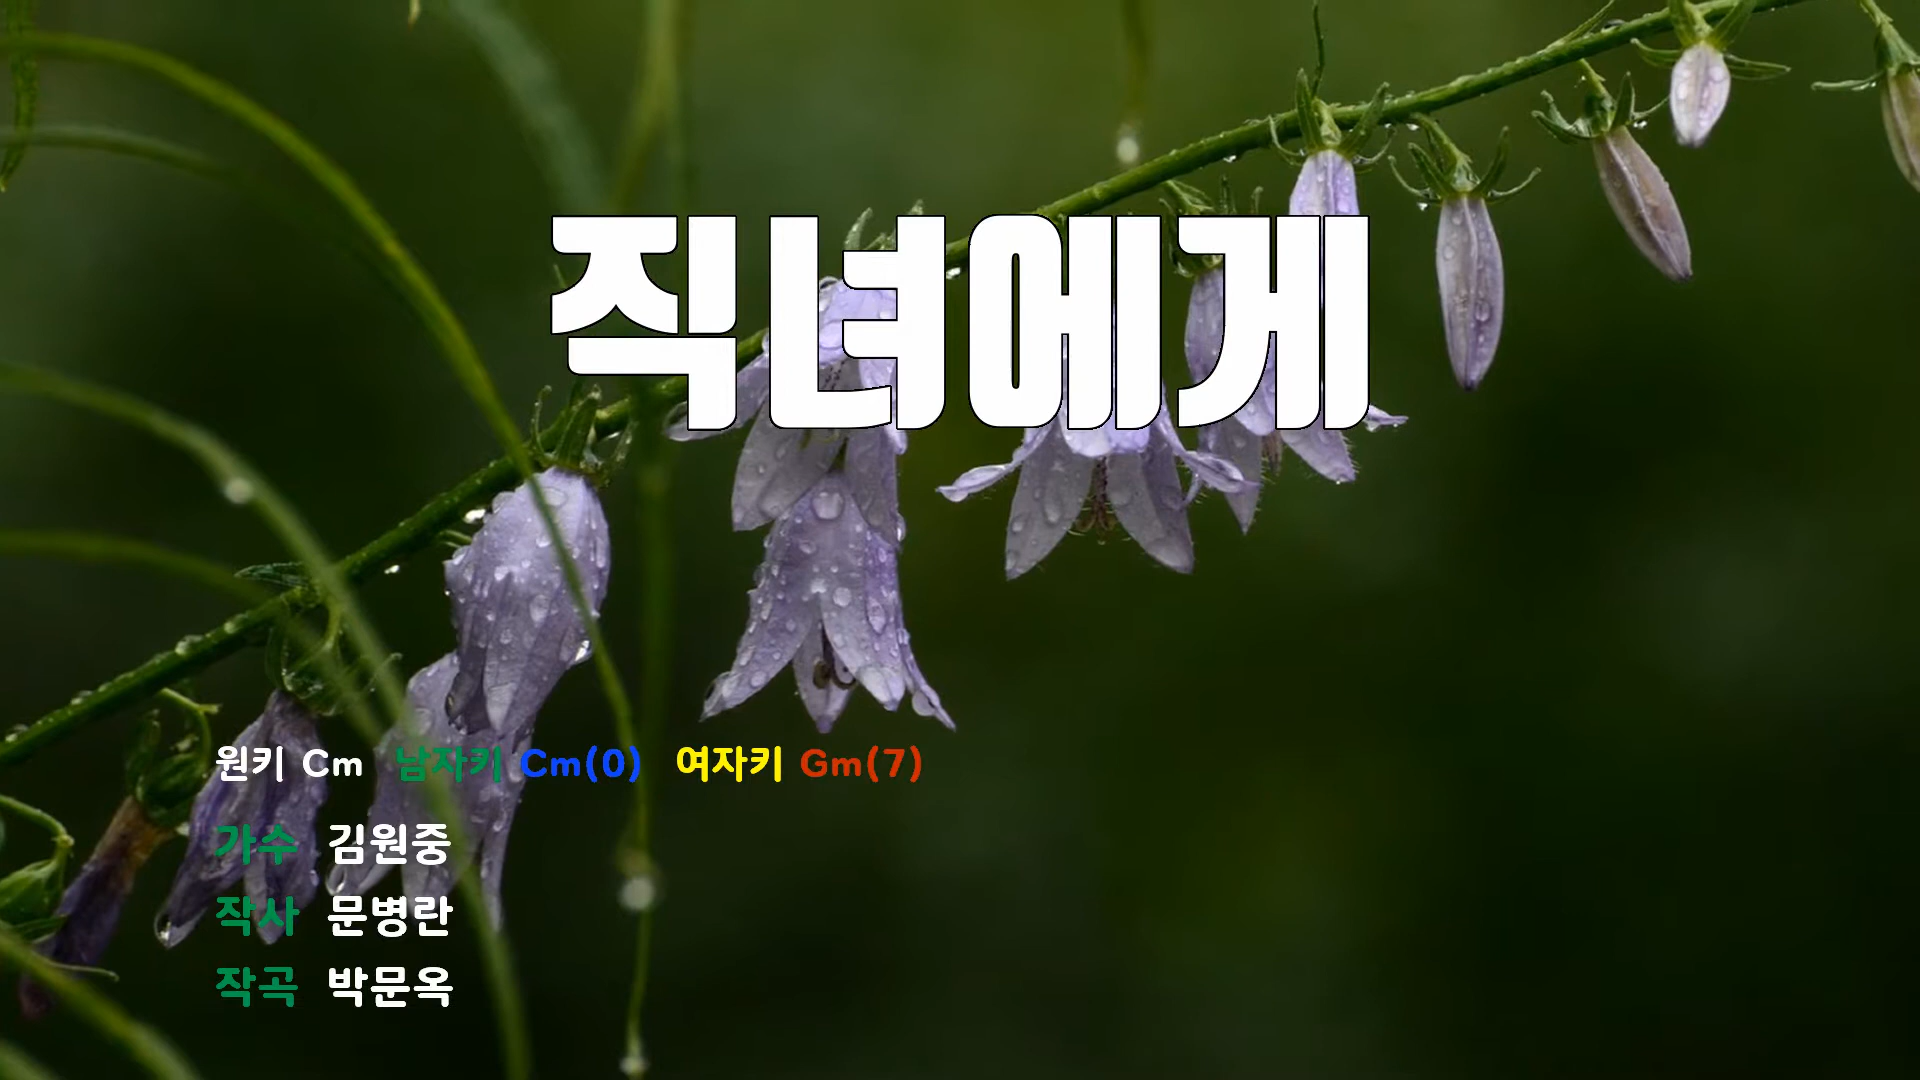 직녀에게
원키 Cm 남자키 Cm(0) 여자키 Gm(7)
가수 김원중
작사 문병란
작곡 박문옥